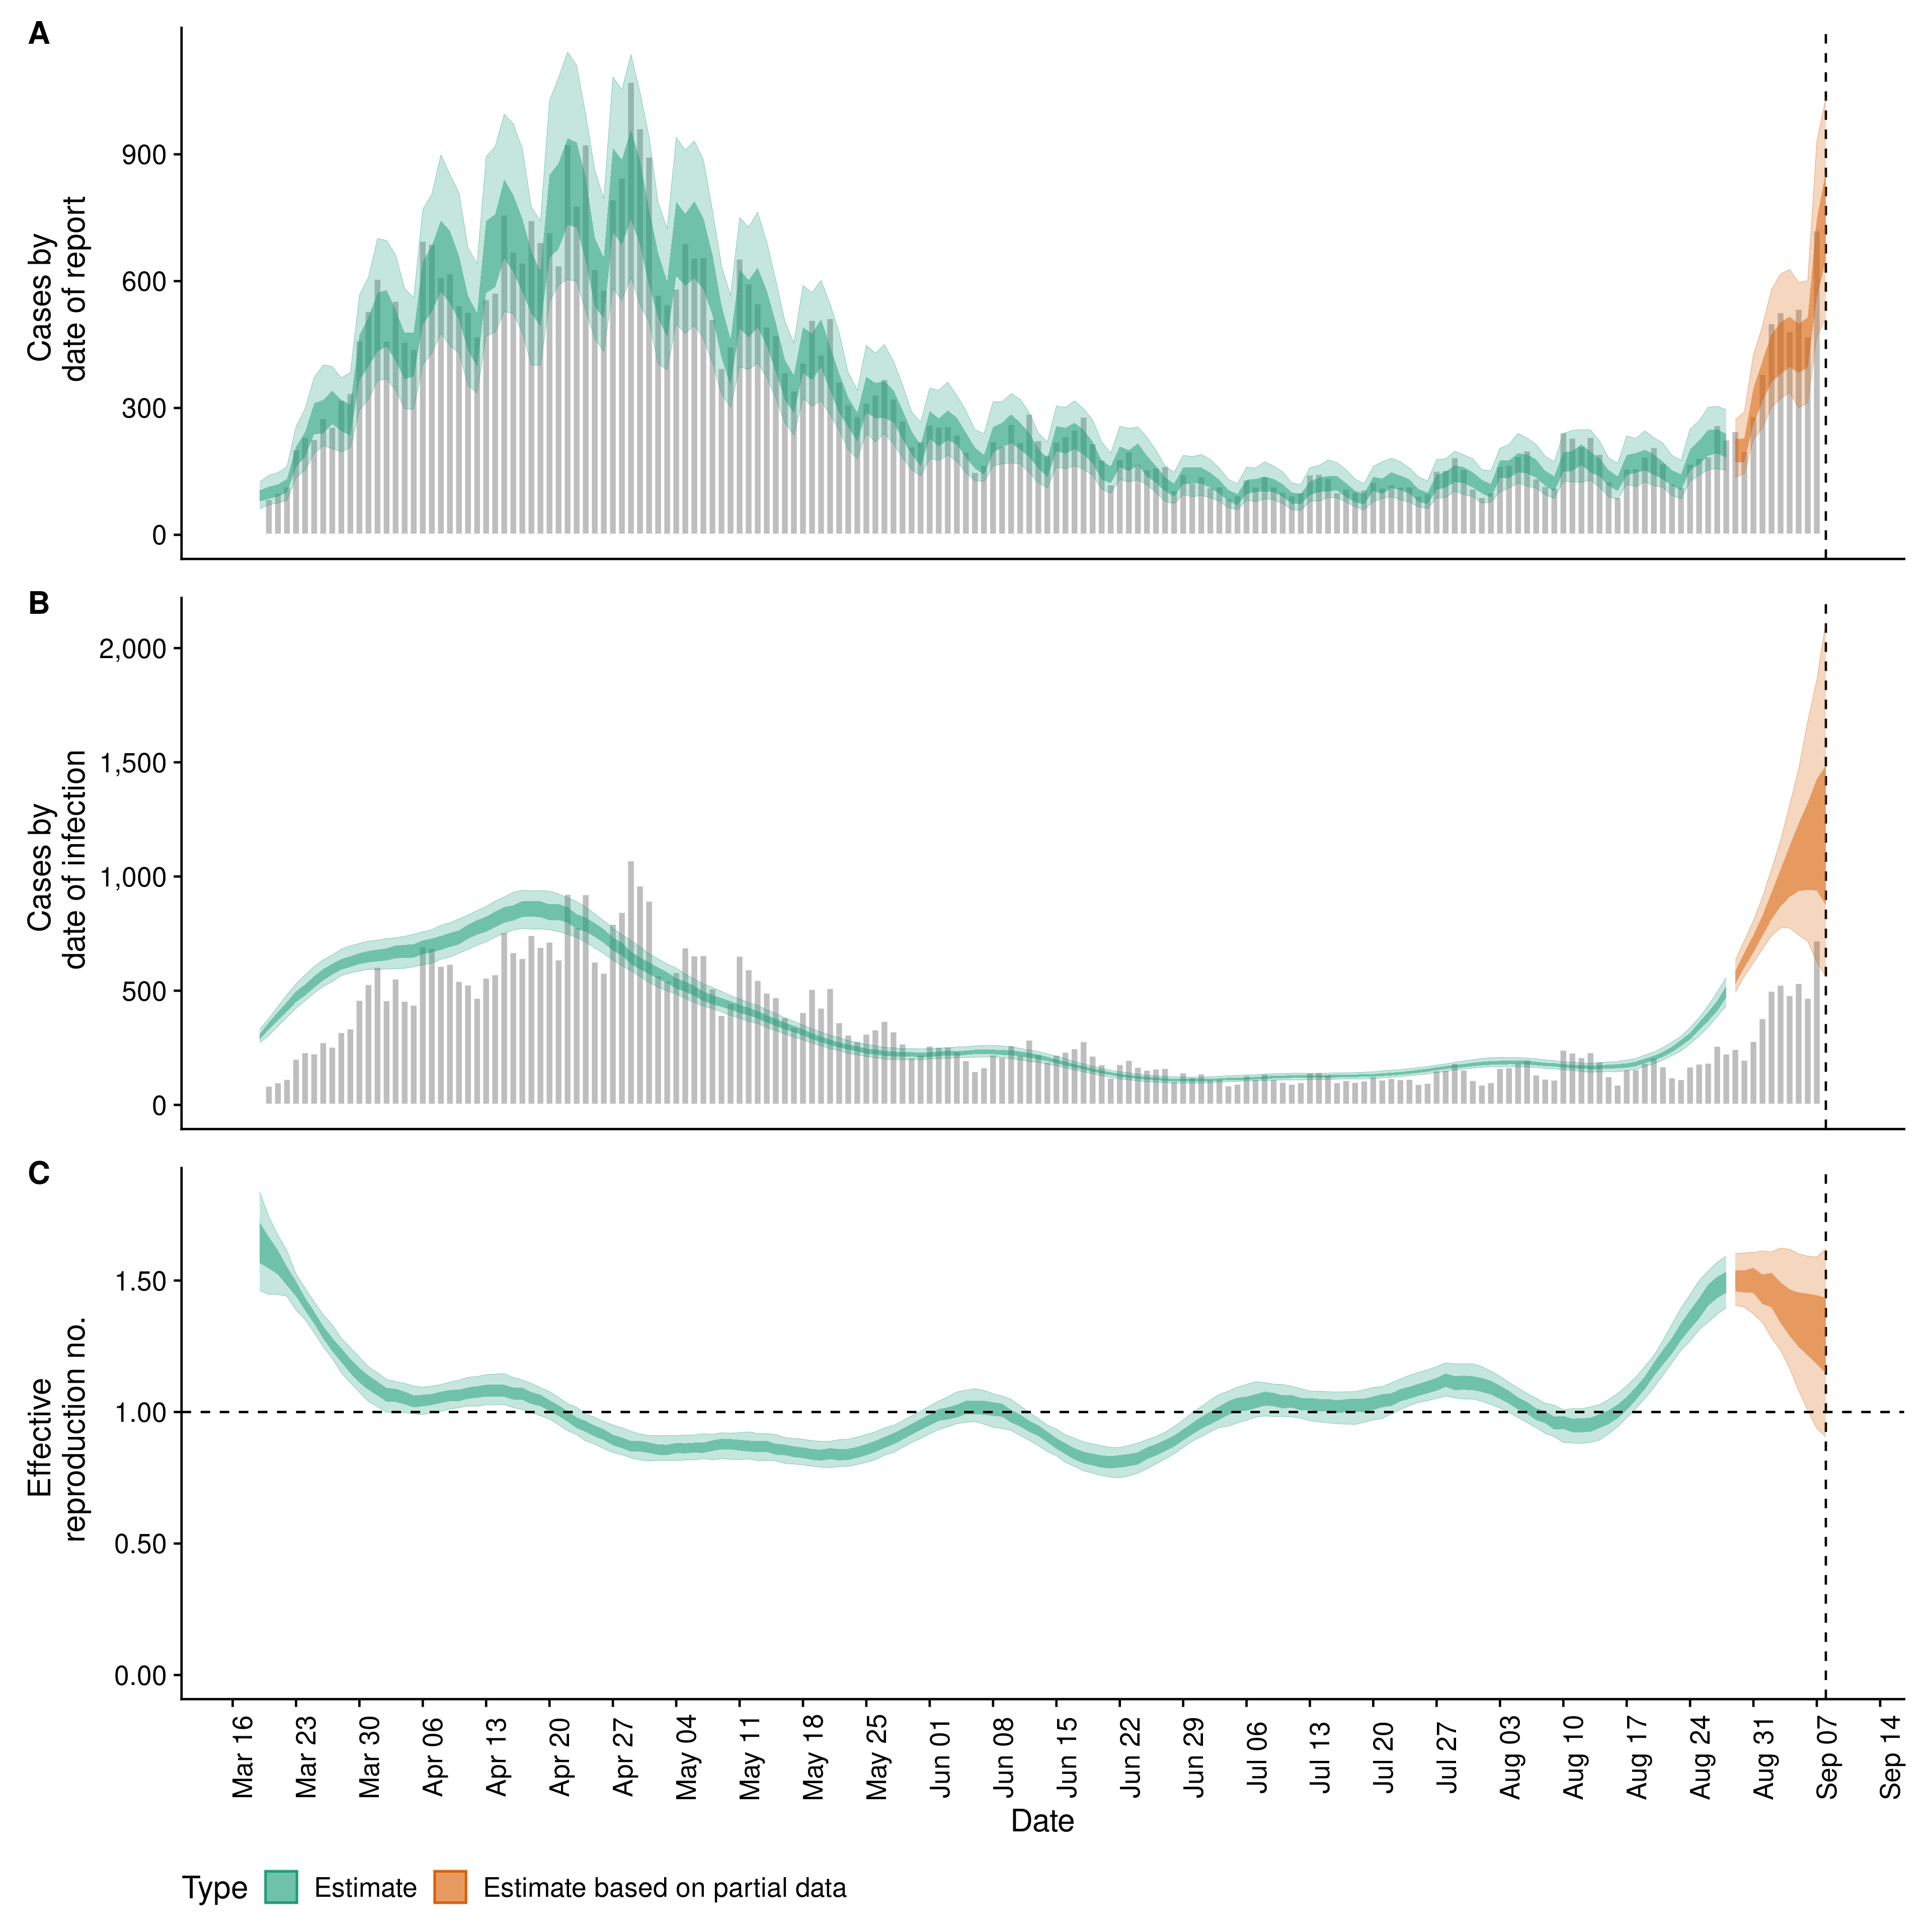 A
Cases by
date of report
900
600
300
0
B
Cases by
date of infection
2,000
1,500
1,000
500
0
C
Effective
reproduction no.
1.50
1.00
0.50
0.00
Mar 16
Mar 23
Mar 30
Apr 06
Apr 13
Apr 20
Apr 27
May 04
May 11
May 18
May 25
Jun 01
Jun 08
Jun 15
Jun 22
Jun 29
Jul 06
Jul 13
Jul 20
Jul 27
Aug 03
Aug 10
Aug 17
Aug 24
Aug 31
Sep 07
Sep 14
Date
Type Estimate Estimate based on partial data